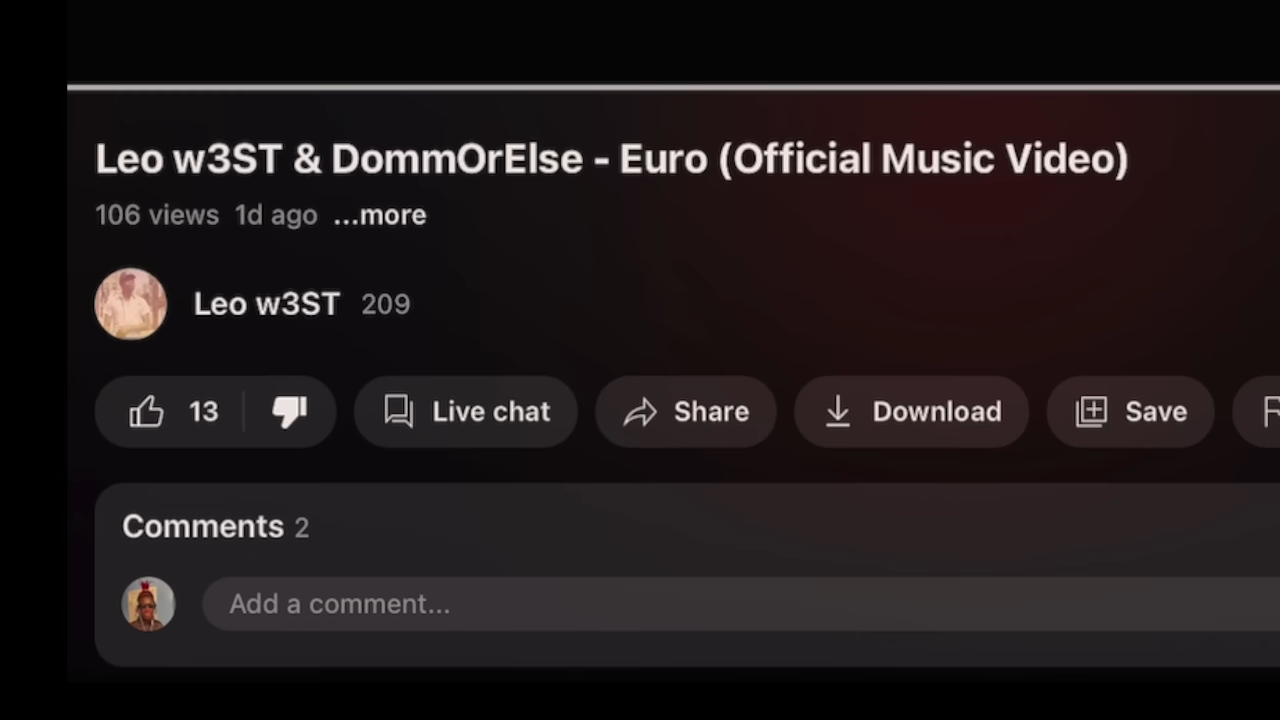 Leo w3ST & DommOrElse - Euro (Official Music Video)
106 views 1d ago ...more
Leo w3ST 209
13 Live chat Share Download Save
Comments 2
Add a comment...